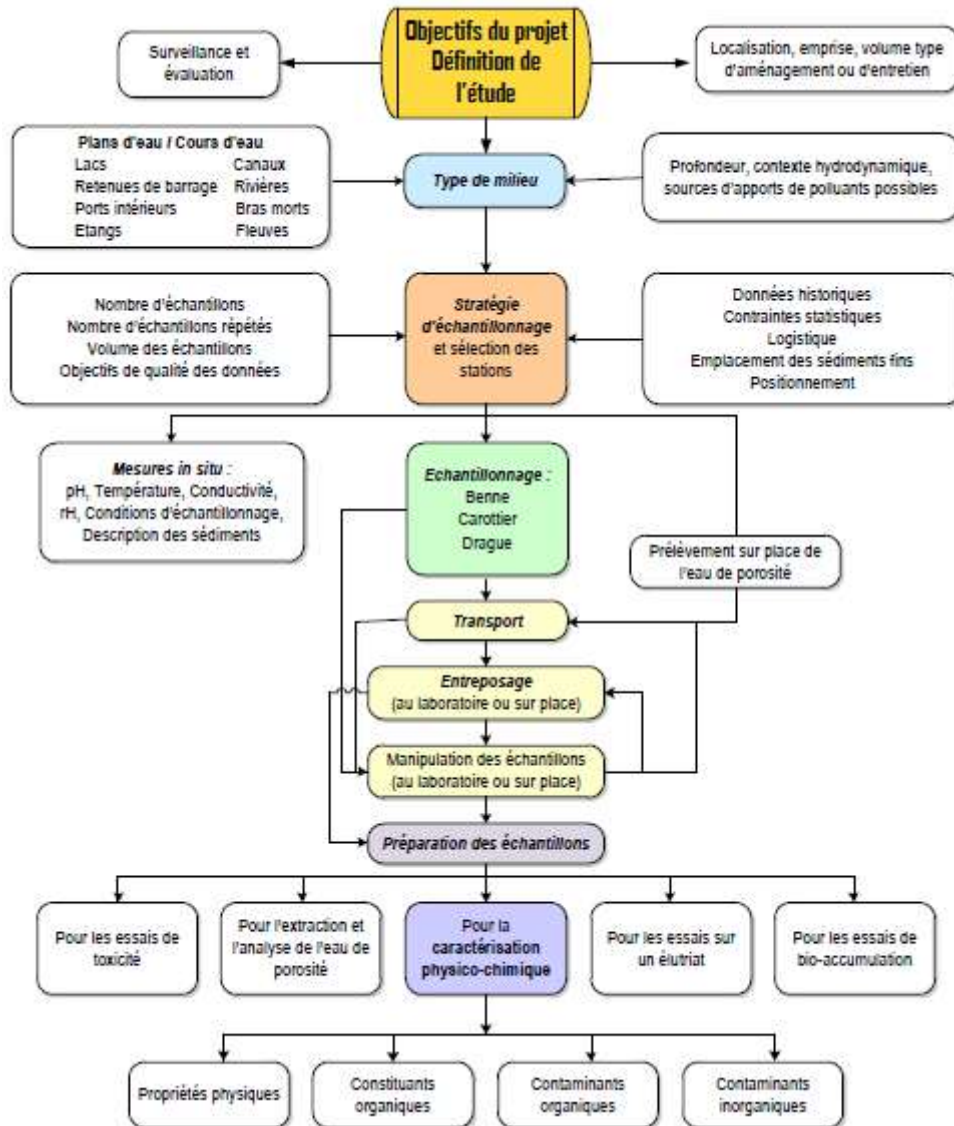 Objectifs du projet
Définition de
l'étude
Surveillance et
évaluation
Localisation, emprise, volume type
d'aménagement ou d'entretien
Plans d'eau / Cours d'eau
Lacs Canaux
Retenues de barrage Rivières
Ports intérieurs Bras morts
Etangs Fleuves
Type de milieu
Profondeur, contexte hydrodynamique,
sources d'apports de polluants possibles
Nombre d'échantillons
Nombre d'échantillons répétés
Volume des échantillons
Objectifs de qualité des données
Stratégie
d'échantillonnage
et sélection des
stations
Données historiques
Contraintes statistiques
Logistique
Emplacement des sédiments fins
Positionnement
Mesures in situ :
pH, Température, Conductivité,
rH, Conditions d'échantillonnage,
Description des sédiments
Echantillonnage :
Benne
Carottier
Drague
Prélèvement sur place de
l'eau de porosité
Transport
Entreposage
(au laboratoire ou sur place)
Manipulation des échantillons
(au laboratoire ou sur place)
Préparation des échantillons
Pour les essais de
toxicité
Pour l'extraction et
l'analyse de l'eau de
porosité
Pour la
caractérisation
physico-chimique
Pour les essais sur
un élutriat
Pour les essais de
bio-accumulation
Propriétés physiques
Constituants
organiques
Contaminants
organiques
Contaminants
inorganiques